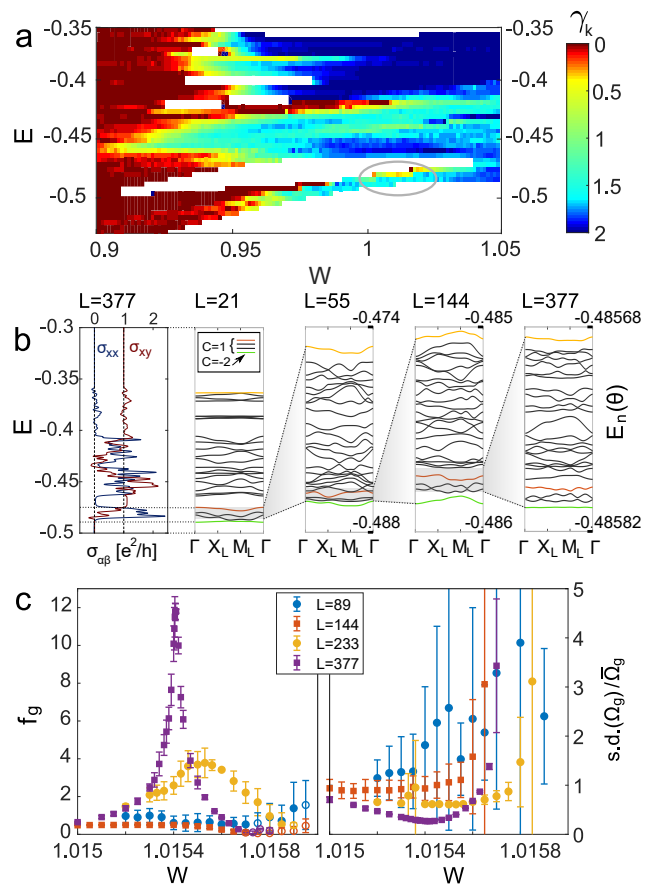 a
-0.35
-0.4
-0.45
-0.5
E
0.9
0.95
1
1.05
W
-0.35
-0.4
-0.45
-0.5
γk
0
0.5
1
1.5
2
b
L=377
L=21
L=55
L=144
L=377
0 1 2
-0.3
-0.35
-0.4
-0.45
-0.5
E
σxx
σxy
σαβ [e²/h]
C=1 {
C=-2
-0.474
-0.485
-0.48568
-0.488
-0.486
-0.48582
En(θ)
Γ XL ML Γ
Γ XL ML Γ
Γ XL ML Γ
Γ XL ML Γ
c
12
10
8
6
4
2
0
fg
L=89
L=144
L=233
L=377
5
4
3
2
1
0
s.d.(Ωg)/Ω̅g
1.015 1.0154 1.0158
W
1.015 1.0154 1.0158
W